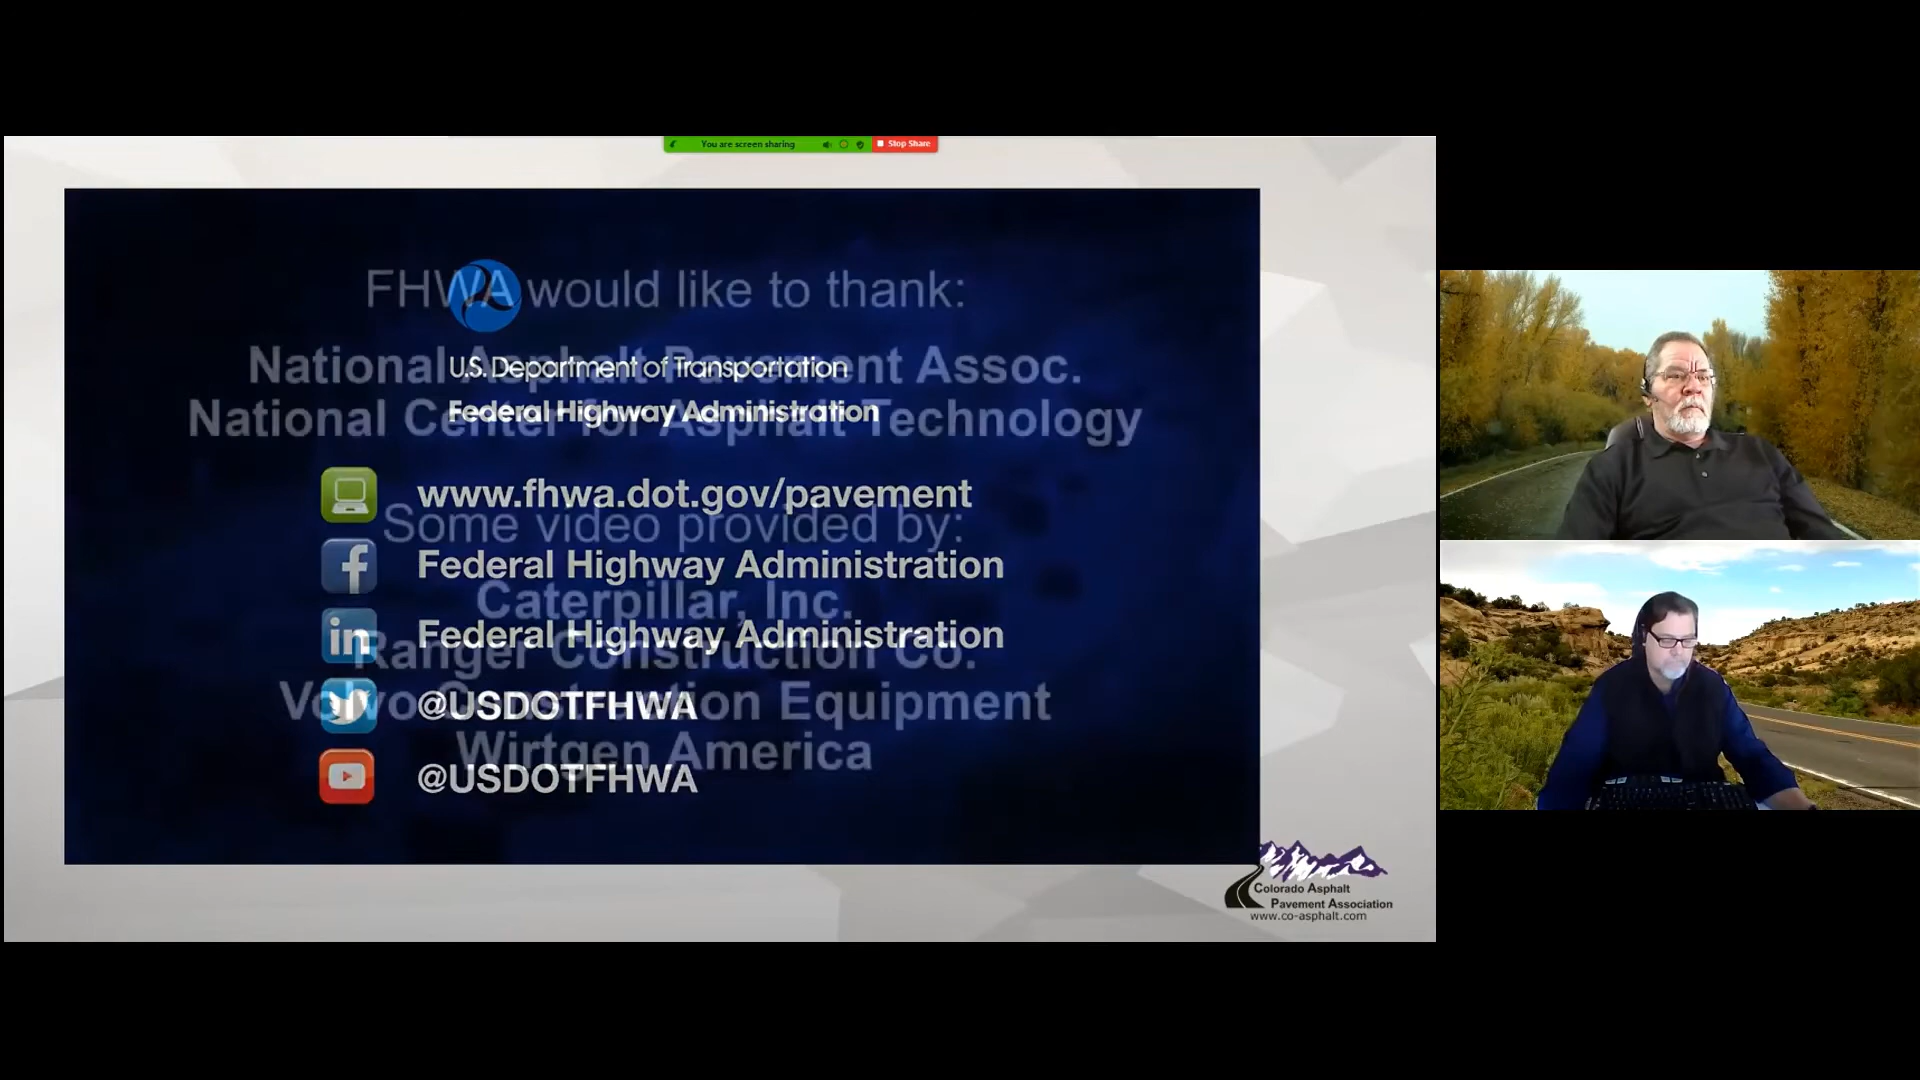 You are screen sharing
Stop Share
FHWA would like to thank:
National Asphalt Pavement Assoc.
U.S. Department of Transportation
National Center for Asphalt Technology
Federal Highway Administration
www.fhwa.dot.gov/pavement
Some video provided by:
Federal Highway Administration
Caterpillar, Inc.
Federal Highway Administration
Ranger Construction Co.
Volvo Construction Equipment
@USDOTFHWA
Wirtgen America
@USDOTFHWA
Colorado Asphalt
Pavement Association
www.co-asphalt.com